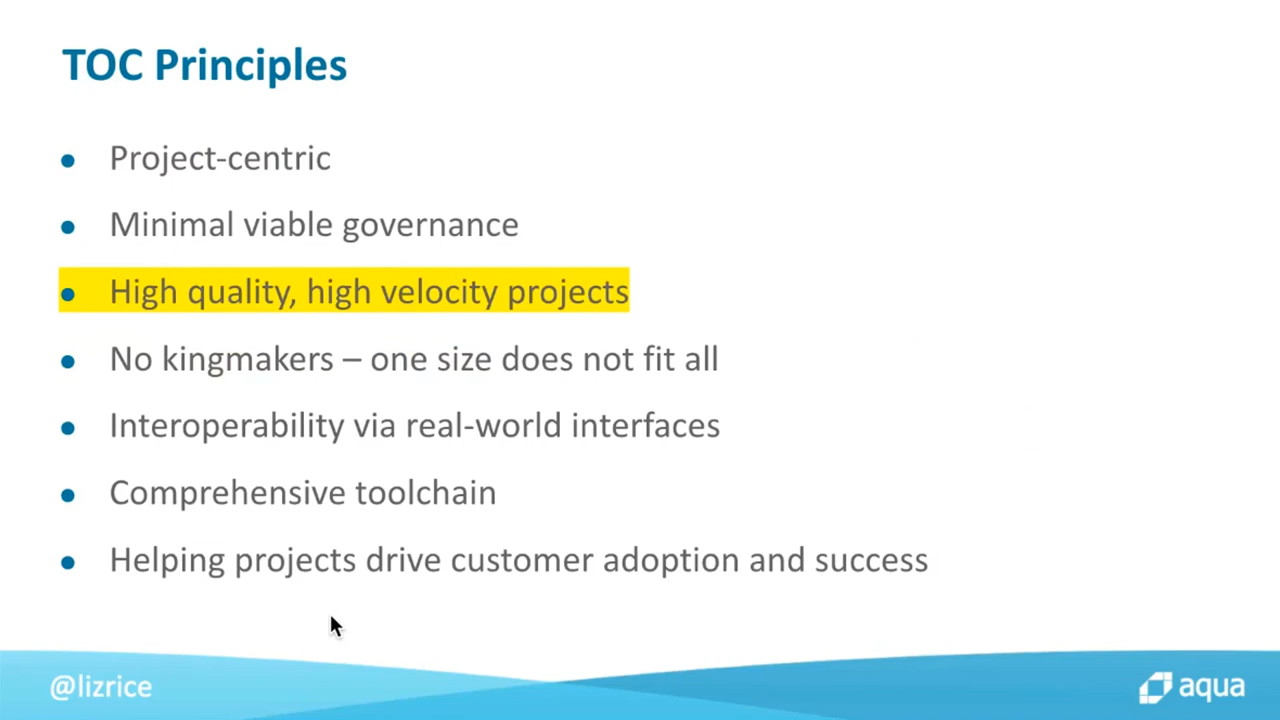 TOC Principles
● Project-centric
● Minimal viable governance
● High quality, high velocity projects
● No kingmakers – one size does not fit all
● Interoperability via real-world interfaces
● Comprehensive toolchain
● Helping projects drive customer adoption and success
@lizrice
aqua